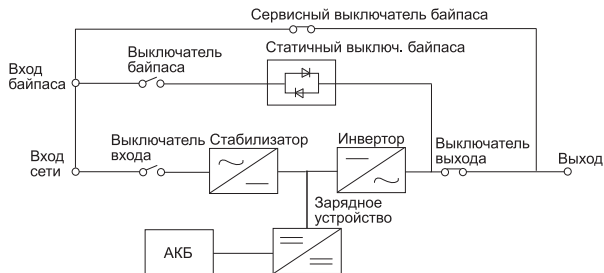 Сервисный выключатель байпаса
Выключатель
байпаса
Статичный выключ. байпаса
Вход
байпаса
Выключатель
входа
Стабилизатор
Инвертор
Выключатель
выхода
Вход
сети
Выход
Зарядное
устройство
АКБ